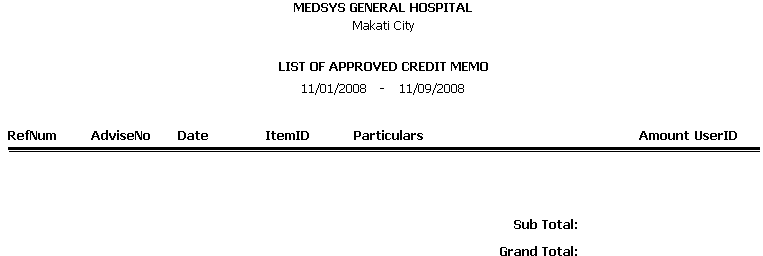 MEDSYS GENERAL HOSPITAL
Makati City
LIST OF APPROVED CREDIT MEMO
11/01/2008 - 11/09/2008
RefNum AdviseNo Date ItemID Particulars Amount UserID
Sub Total:
Grand Total: